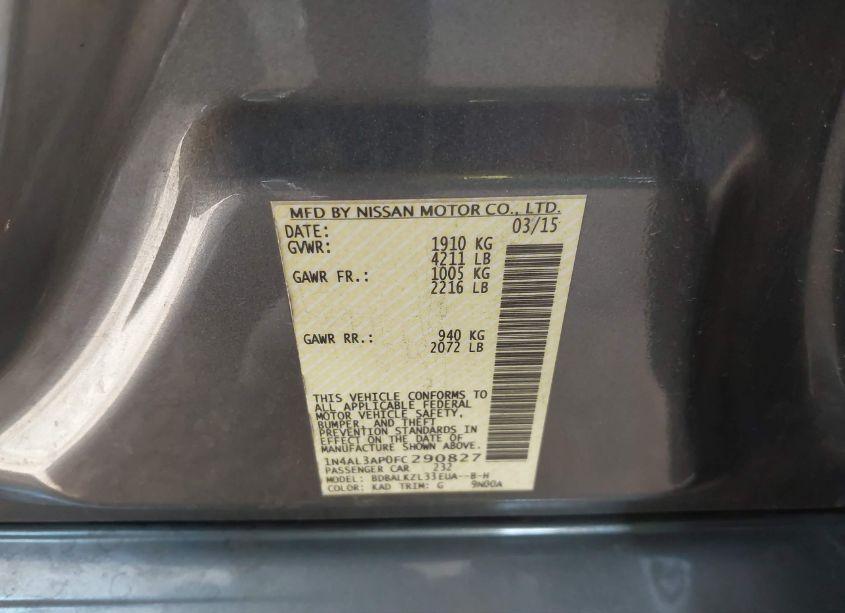 MFD BY NISSAN MOTOR CO., LTD.
DATE: 03/15
GVWR: 1910 KG
4211 LB
GAWR FR.: 1005 KG
2216 LB
GAWR RR.: 940 KG
2072 LB
THIS VEHICLE CONFORMS TO
ALL APPLICABLE FEDERAL
MOTOR VEHICLE SAFETY,
BUMPER, AND THEFT
PREVENTION STANDARDS IN
EFFECT ON THE DATE OF
MANUFACTURE SHOWN ABOVE.
1N4AL3AP0FC290827
PASSENGER CAR 232
MODEL: BDBALKZL33EUA--B-H
COLOR: KAD TRIM: G 9N00A